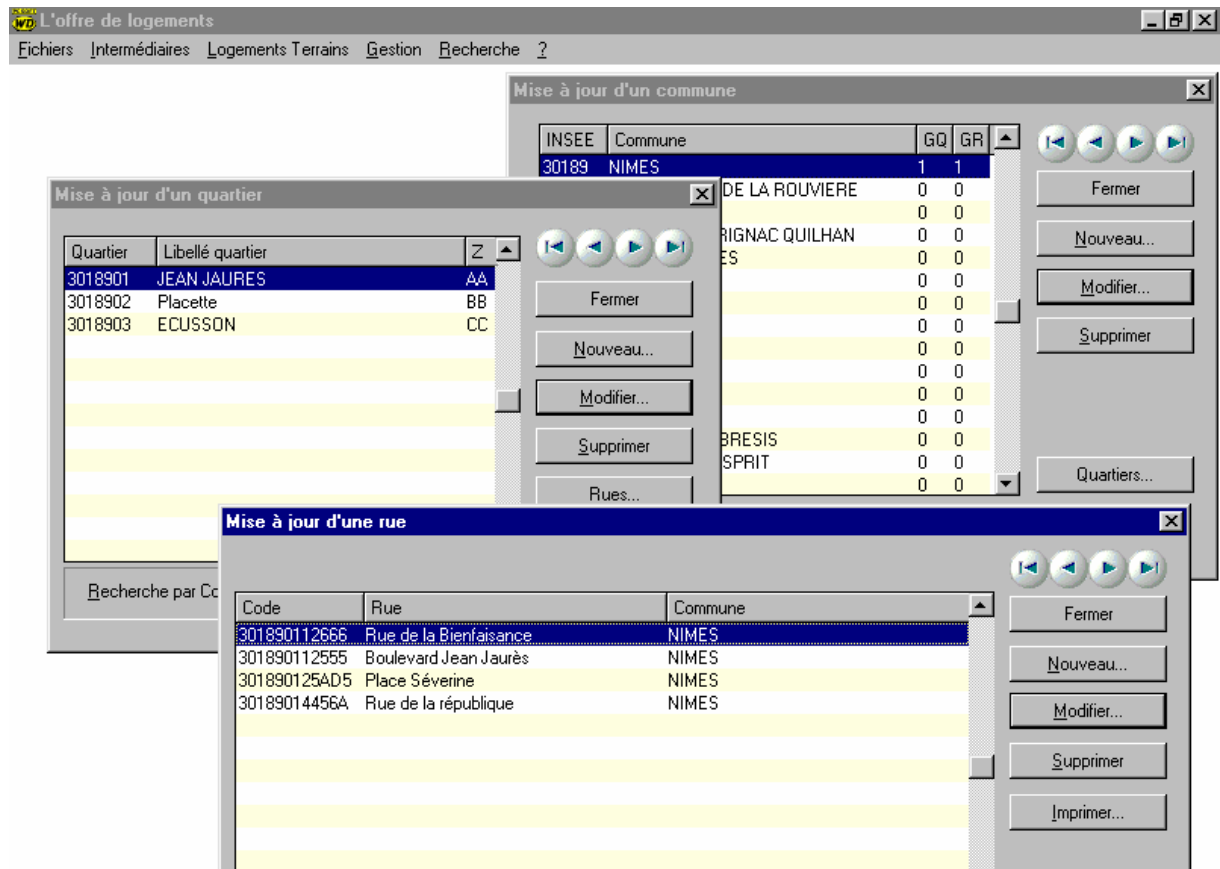 L'offre de logements
Fichiers Intermédiaires Logements Terrains Gestion Recherche ?
Mise à jour d'un commune
INSEE Commune GQ GR
30189 NIMES 1 1
DE LA ROUVIERE 0 0
0 0
RIGNAC QUILHAN 0 0
ES 0 0
0 0
0 0
0 0
0 0
0 0
0 0
0 0
BRESIS 0 0
SPRIT 0 0
0 0
Fermer
Nouveau...
Modifier...
Supprimer
Quartiers...
Mise à jour d'un quartier
Quartier Libellé quartier Z
3018901 JEAN JAURES AA
3018902 Placette BB
3018903 ECUSSON CC
Fermer
Nouveau...
Modifier...
Supprimer
Rues...
Recherche par Co
Mise à jour d'une rue
Code Rue Commune
301890112666 Rue de la Bienfaisance NIMES
301890112555 Boulevard Jean Jaurès NIMES
301890125AD5 Place Séverine NIMES
30189014456A Rue de la république NIMES
Fermer
Nouveau...
Modifier...
Supprimer
Imprimer...